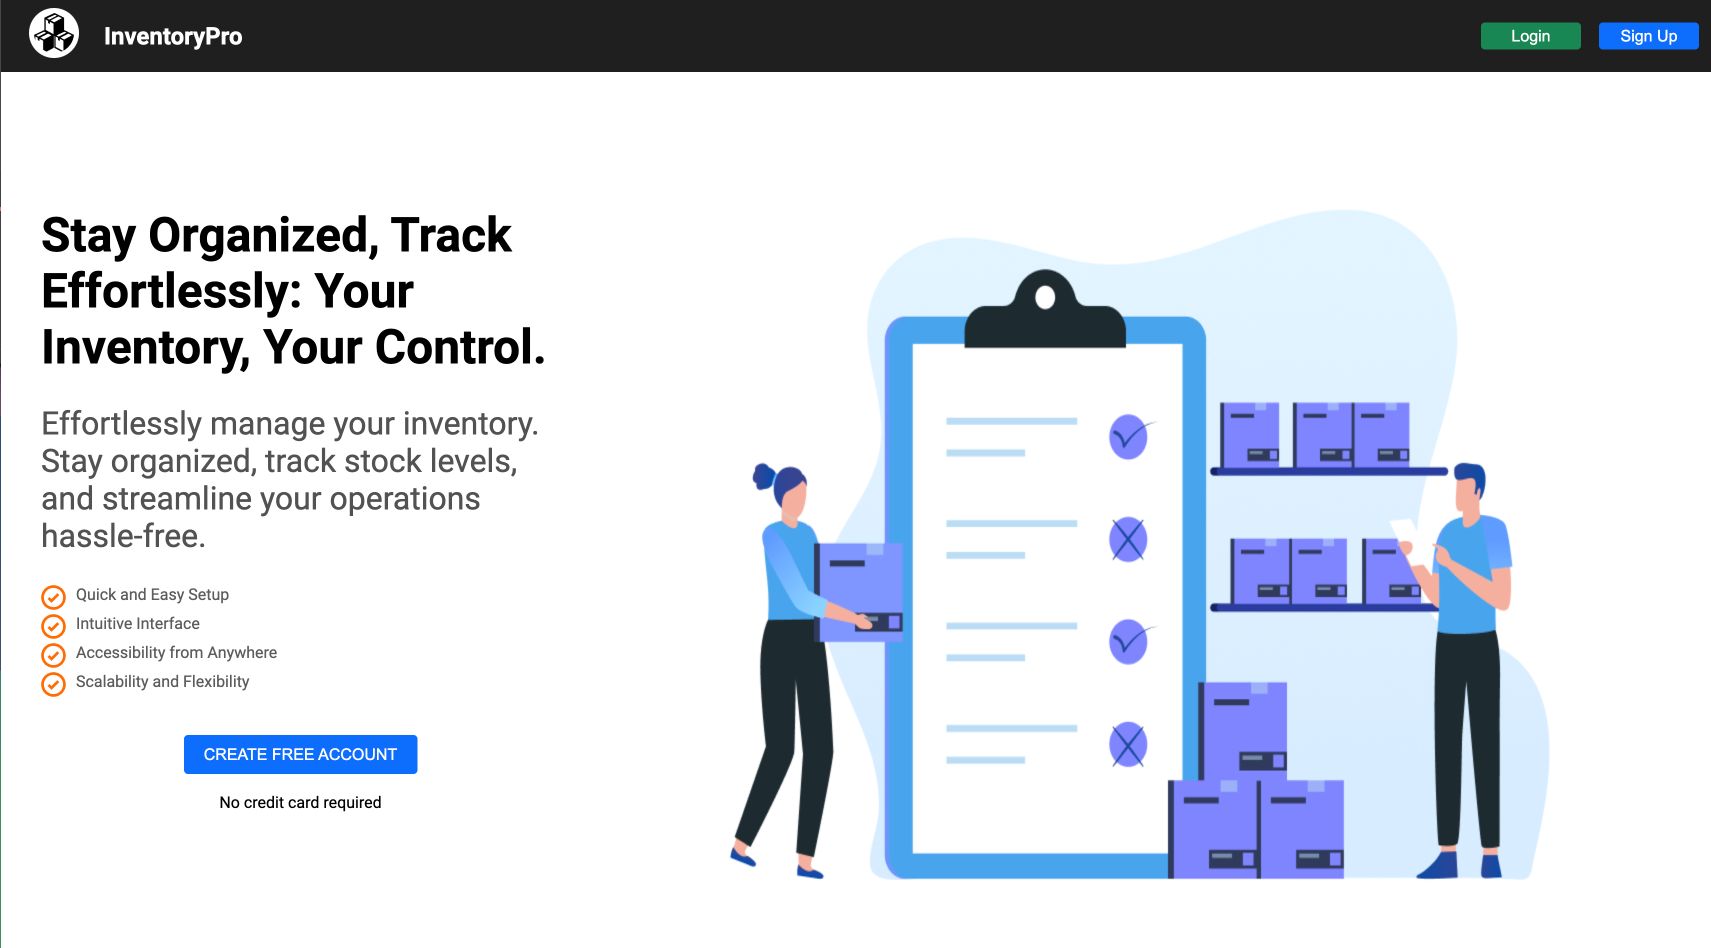 InventoryPro
Login
Sign Up
Stay Organized, Track
Effortlessly: Your
Inventory, Your Control.
Effortlessly manage your inventory.
Stay organized, track stock levels,
and streamline your operations
hassle-free.
Quick and Easy Setup
Intuitive Interface
Accessibility from Anywhere
Scalability and Flexibility
CREATE FREE ACCOUNT
No credit card required